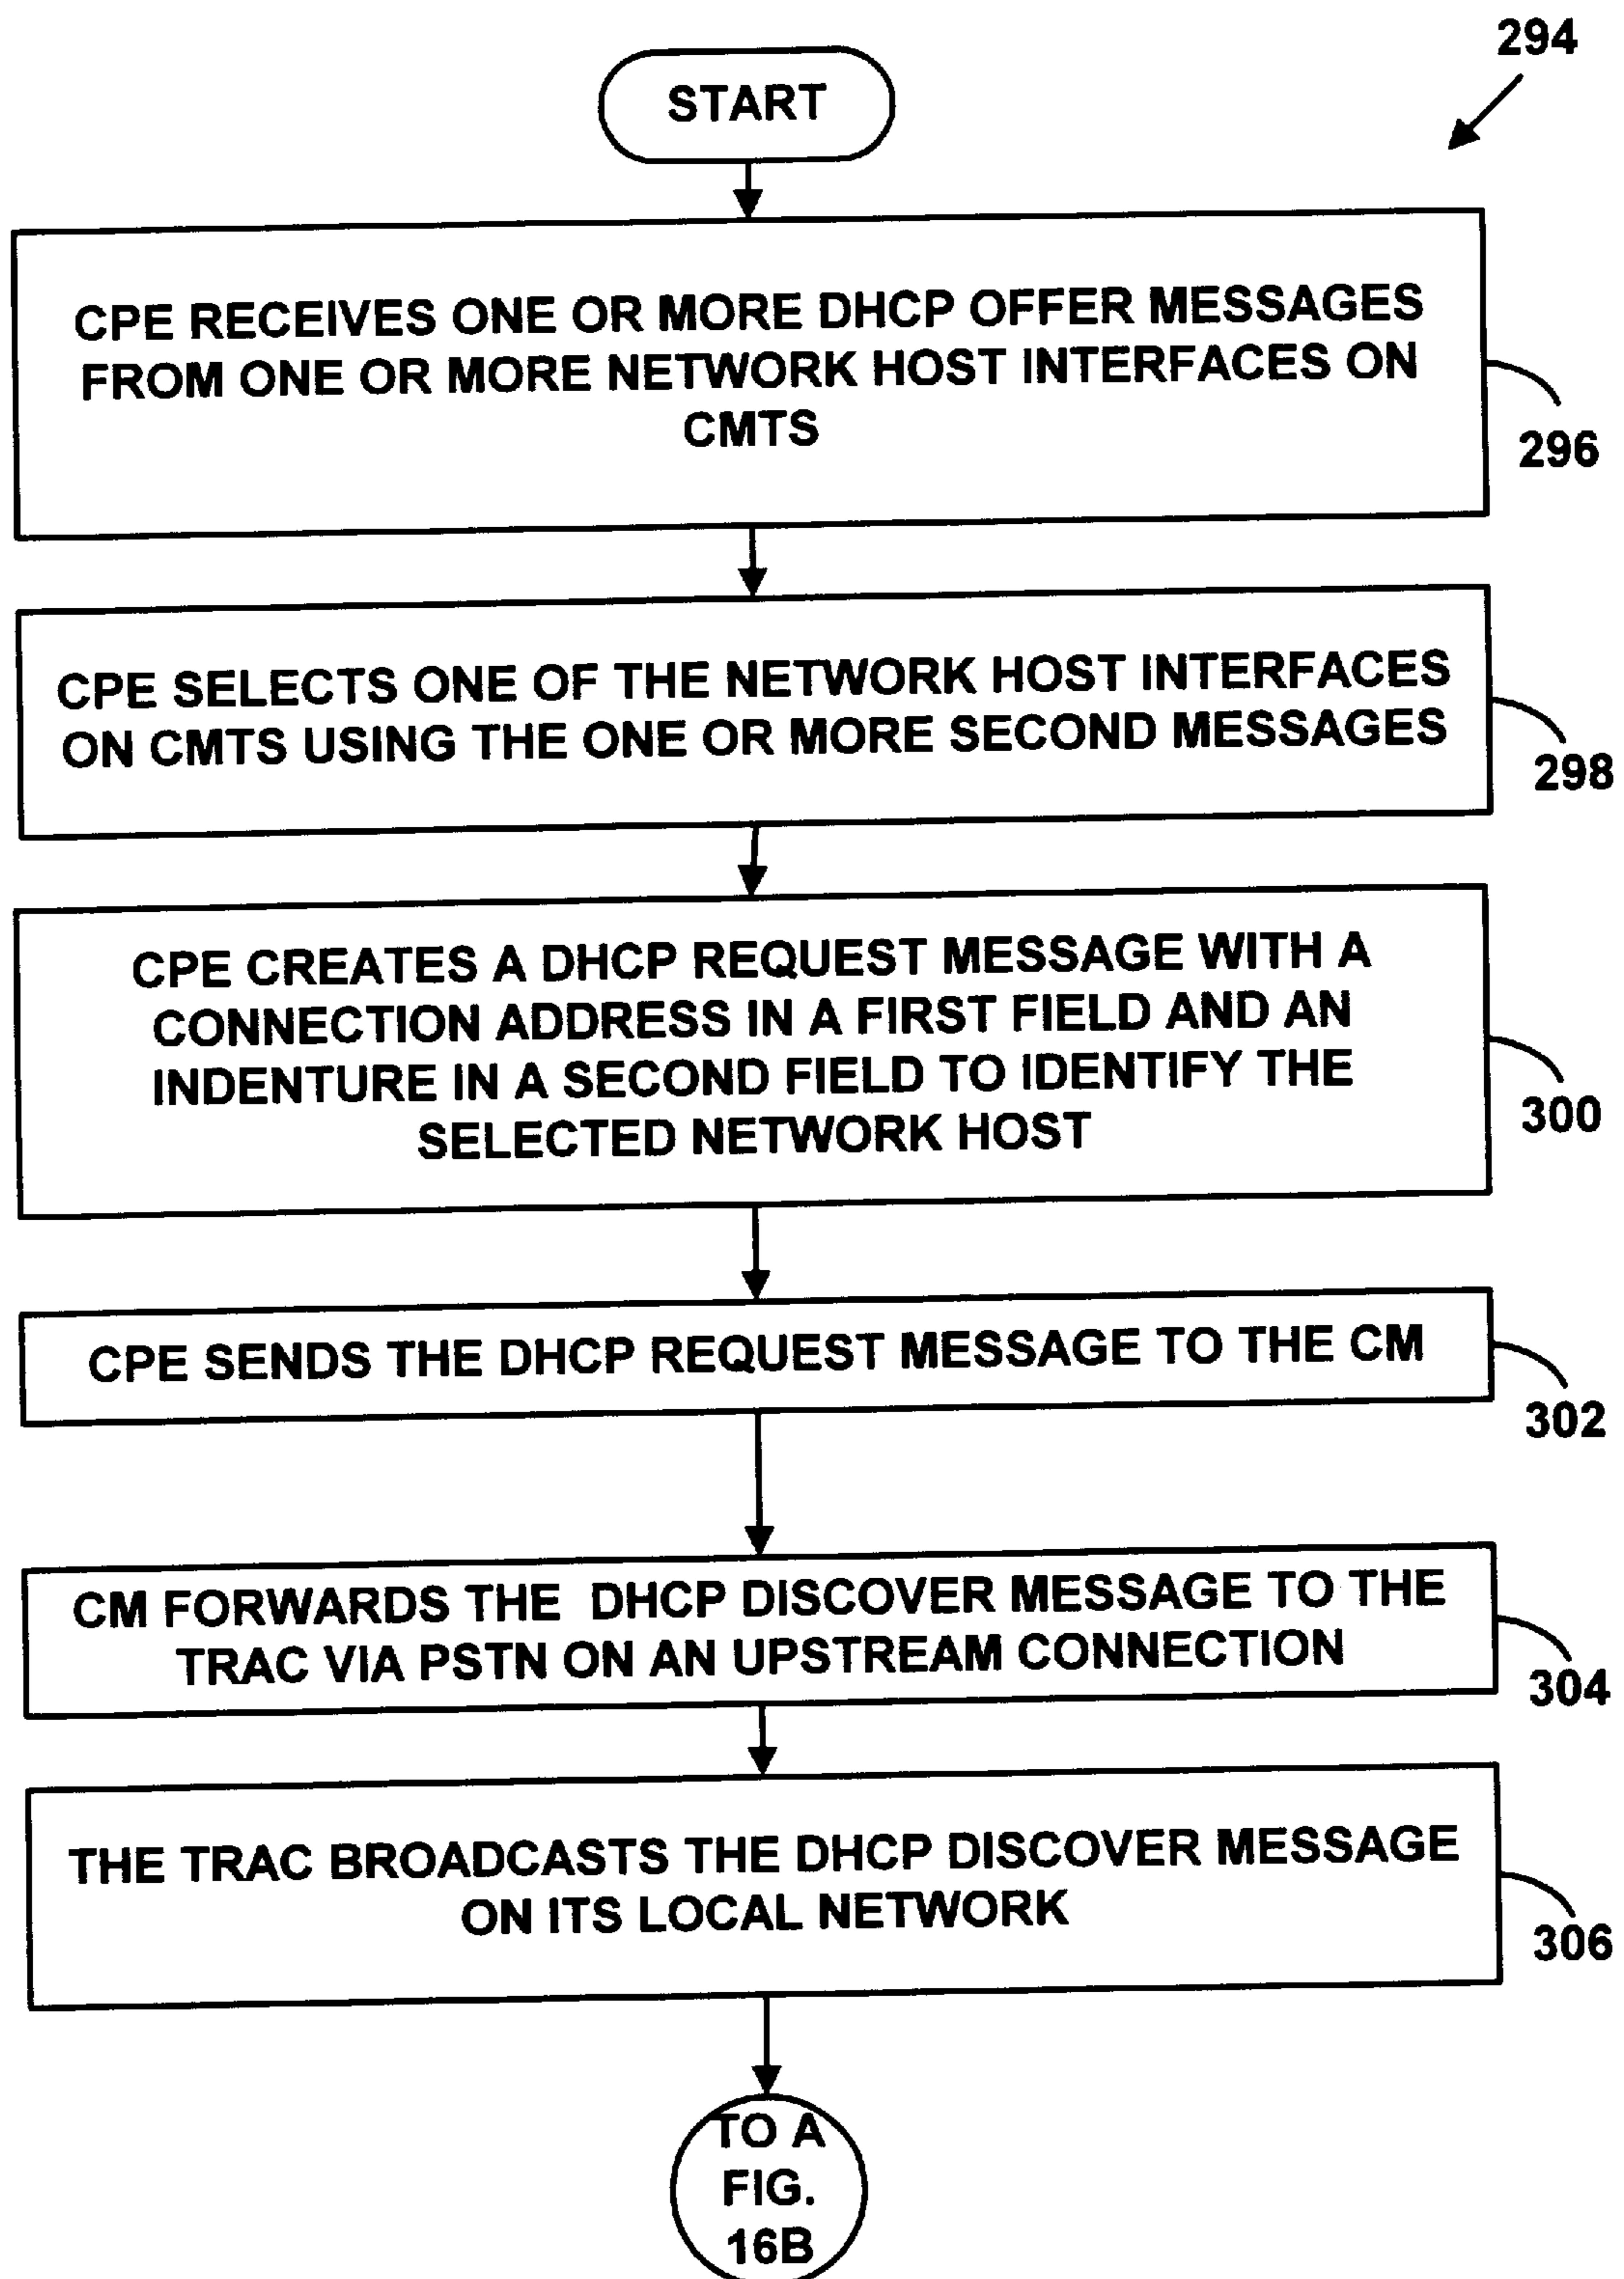 294
START
CPE RECEIVES ONE OR MORE DHCP OFFER MESSAGES
FROM ONE OR MORE NETWORK HOST INTERFACES ON
CMTS
296
CPE SELECTS ONE OF THE NETWORK HOST INTERFACES
ON CMTS USING THE ONE OR MORE SECOND MESSAGES
298
CPE CREATES A DHCP REQUEST MESSAGE WITH A
CONNECTION ADDRESS IN A FIRST FIELD AND AN
INDENTURE IN A SECOND FIELD TO IDENTIFY THE
SELECTED NETWORK HOST
300
CPE SENDS THE DHCP REQUEST MESSAGE TO THE CM
302
CM FORWARDS THE DHCP DISCOVER MESSAGE TO THE
TRAC VIA PSTN ON AN UPSTREAM CONNECTION
304
THE TRAC BROADCASTS THE DHCP DISCOVER MESSAGE
ON ITS LOCAL NETWORK
306
TO A
FIG.
16B